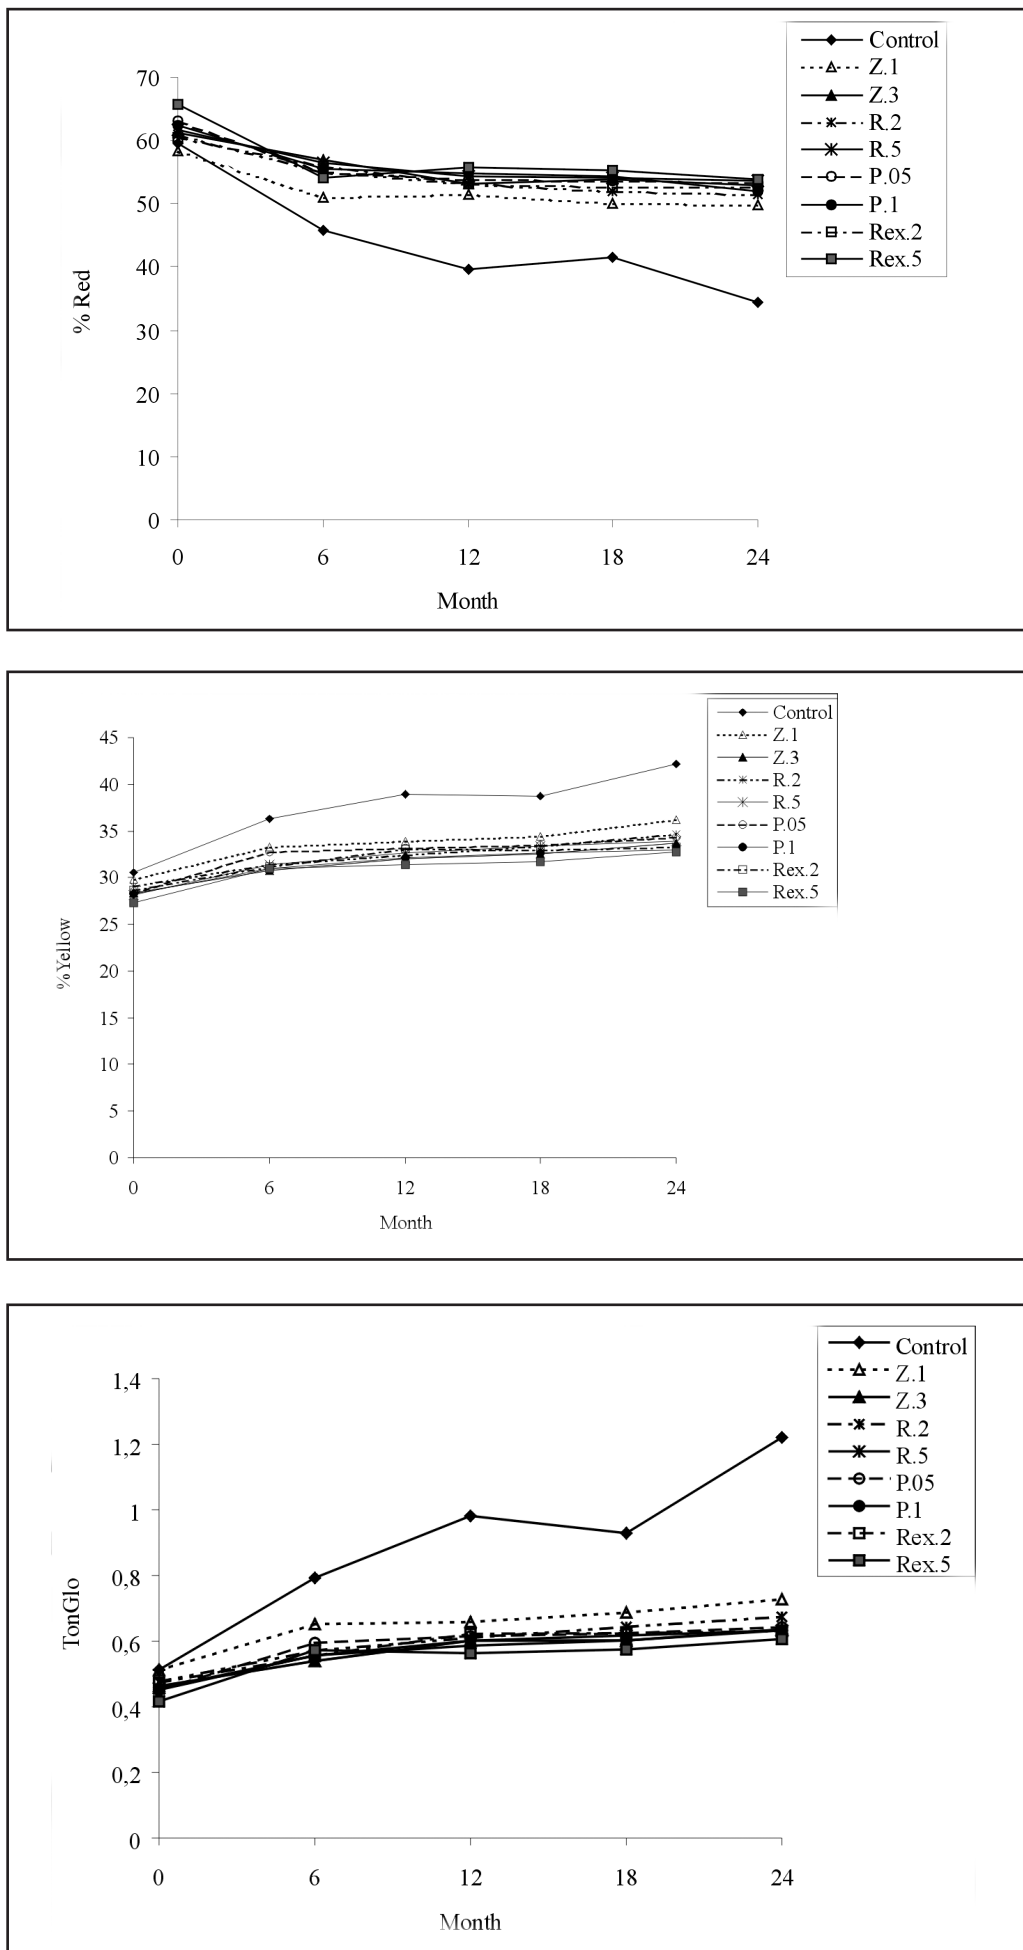 Control
Z.1
Z.3
R.2
R.5
P.05
P.1
Rex.2
Rex.5
70
60
50
40
30
20
10
0
% Red
0 6 12 18 24
Month
Control
Z.1
Z.3
R.2
R.5
P.05
P.1
Rex.2
Rex.5
45
40
35
30
25
20
15
10
5
0
%Yellow
0 6 12 18 24
Month
Control
Z.1
Z.3
R.2
R.5
P.05
P.1
Rex.2
Rex.5
1,4
1,2
1
0,8
0,6
0,4
0,2
0
TonGlo
0 6 12 18 24
Month